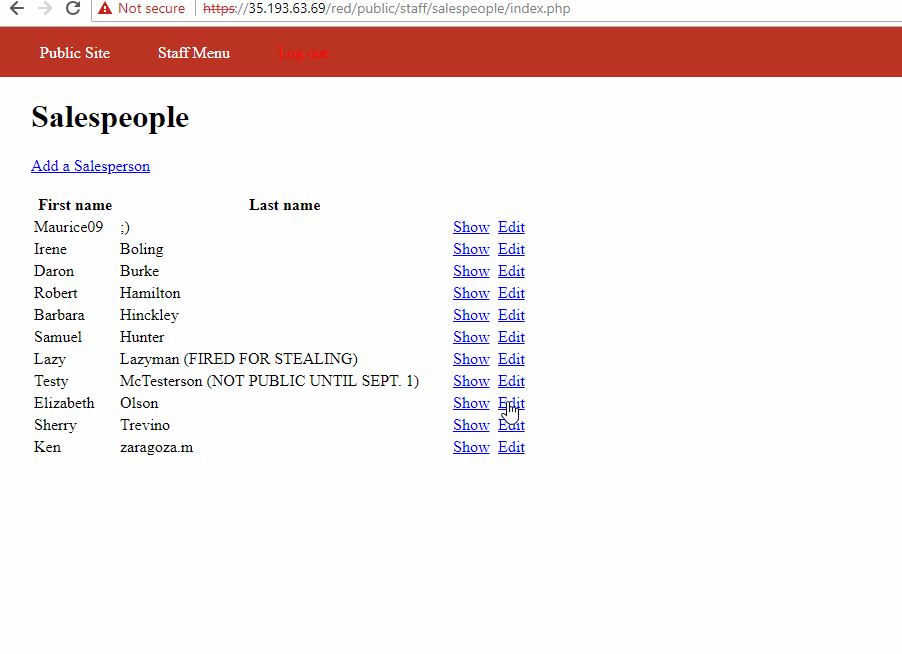 Not secure https://35.193.63.69/red/public/staff/salespeople/index.php
Public Site Staff Menu Log out
Salespeople
Add a Salesperson
First name Last name
Maurice09 ;) Show Edit
Irene Boling Show Edit
Daron Burke Show Edit
Robert Hamilton Show Edit
Barbara Hinckley Show Edit
Samuel Hunter Show Edit
Lazy Lazyman (FIRED FOR STEALING) Show Edit
Testy McTesterson (NOT PUBLIC UNTIL SEPT. 1) Show Edit
Elizabeth Olson Show Edit
Sherry Trevino Show Edit
Ken zaragoza.m Show Edit